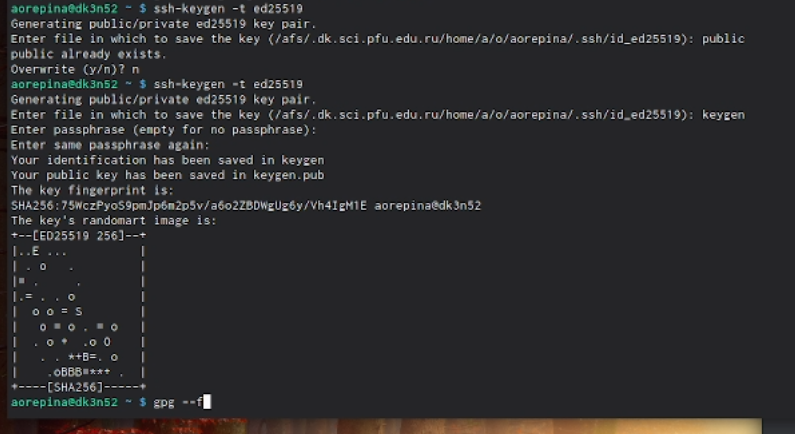 aorepina@dk3n52 ~ $ ssh-keygen -t ed25519
Generating public/private ed25519 key pair.
Enter file in which to save the key (/afs/.dk.sci.pfu.edu.ru/home/a/o/aorepina/.ssh/id_ed25519): public
public already exists.
Overwrite (y/n)? n
aorepina@dk3n52 ~ $ ssh-keygen -t ed25519
Generating public/private ed25519 key pair.
Enter file in which to save the key (/afs/.dk.sci.pfu.edu.ru/home/a/o/aorepina/.ssh/id_ed25519): keygen
Enter passphrase (empty for no passphrase):
Enter same passphrase again:
Your identification has been saved in keygen
Your public key has been saved in keygen.pub
The key fingerprint is:
SHA256:75WczPyoS9pmJp6m2p5v/a6o2ZBDWgUg6y/Vh4IgM1E aorepina@dk3n52
The key's randomart image is:
+--[ED25519 256]--+
|..E ...          |
| . o   .         |
|= .     .        |
|.= . . o         |
|  o o = S        |
|   o = o . = o   |
|  . o +  .o O    |
|   . . *+B=. o   |
|    .oBBB=**+ .  |
+----[SHA256]-----+
aorepina@dk3n52 ~ $ gpg --f